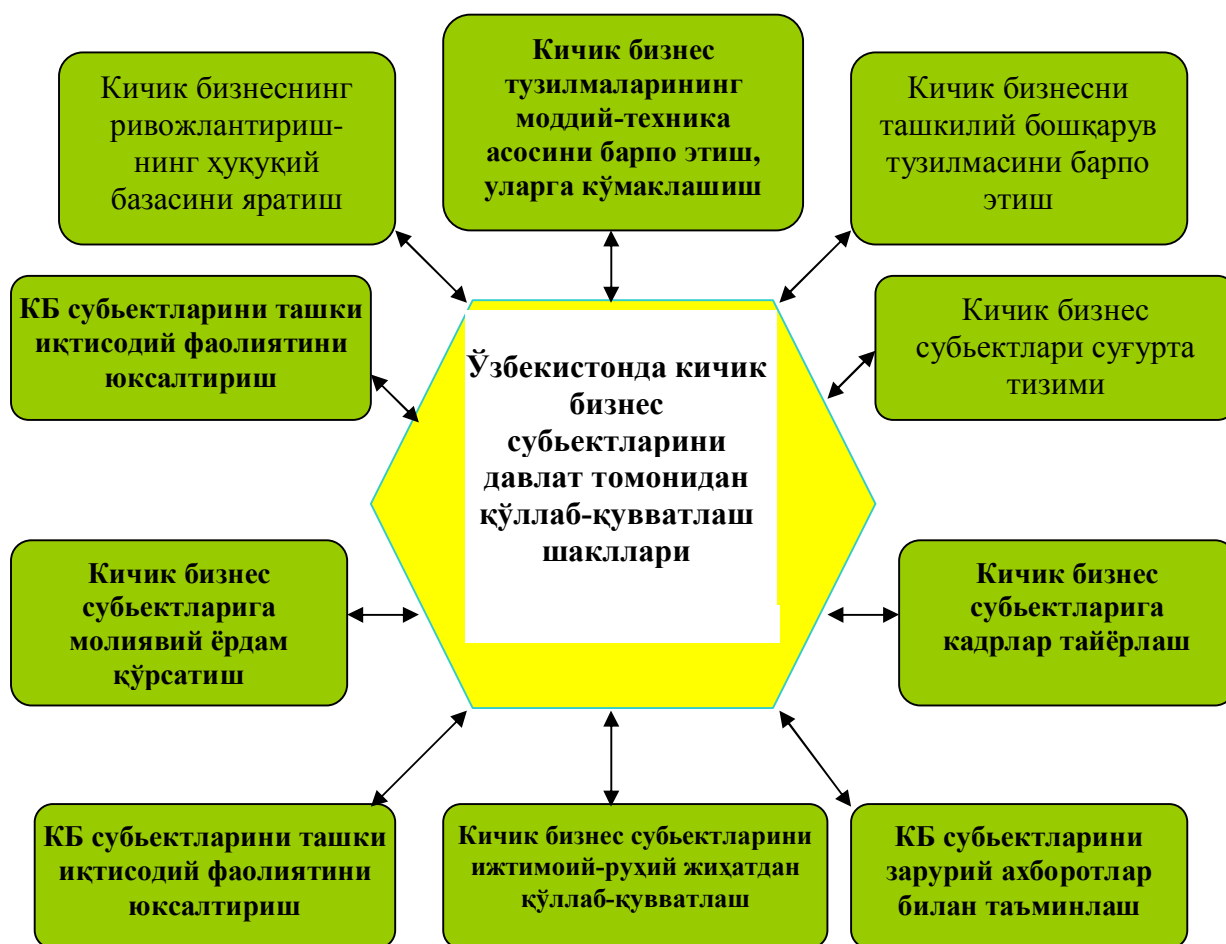 Кичик бизнеснинг
ривожлантириш-
нинг ҳуқуқий
базасини яратиш
Кичик бизнес
тузилмаларининг
моддий-техника
асосини барпо этиш,
уларга кўмаклашиш
Кичик бизнесни
ташкилий бошқарув
тузилмасини барпо
этиш
КБ субьектларини ташки
иқтисодий фаолиятини
юксалтириш
Кичик бизнес
субьектлари суғурта
тизими
Ўзбекистонда кичик
бизнес
субьектларини
давлат томонидан
қўллаб-қувватлаш
шакллари
Кичик бизнес
субьектларига
молиявий ёрдам
қўрсатиш
Кичик бизнес
субьектларига
кадрлар тайёрлаш
КБ субьектларини ташки
иқтисодий фаолиятини
юксалтириш
Кичик бизнес субьектларини
ижтимоий-руҳий жиҳатдан
қўллаб-қувватлаш
КБ субьектларини
зарурий ахборотлар
билан таъминлаш